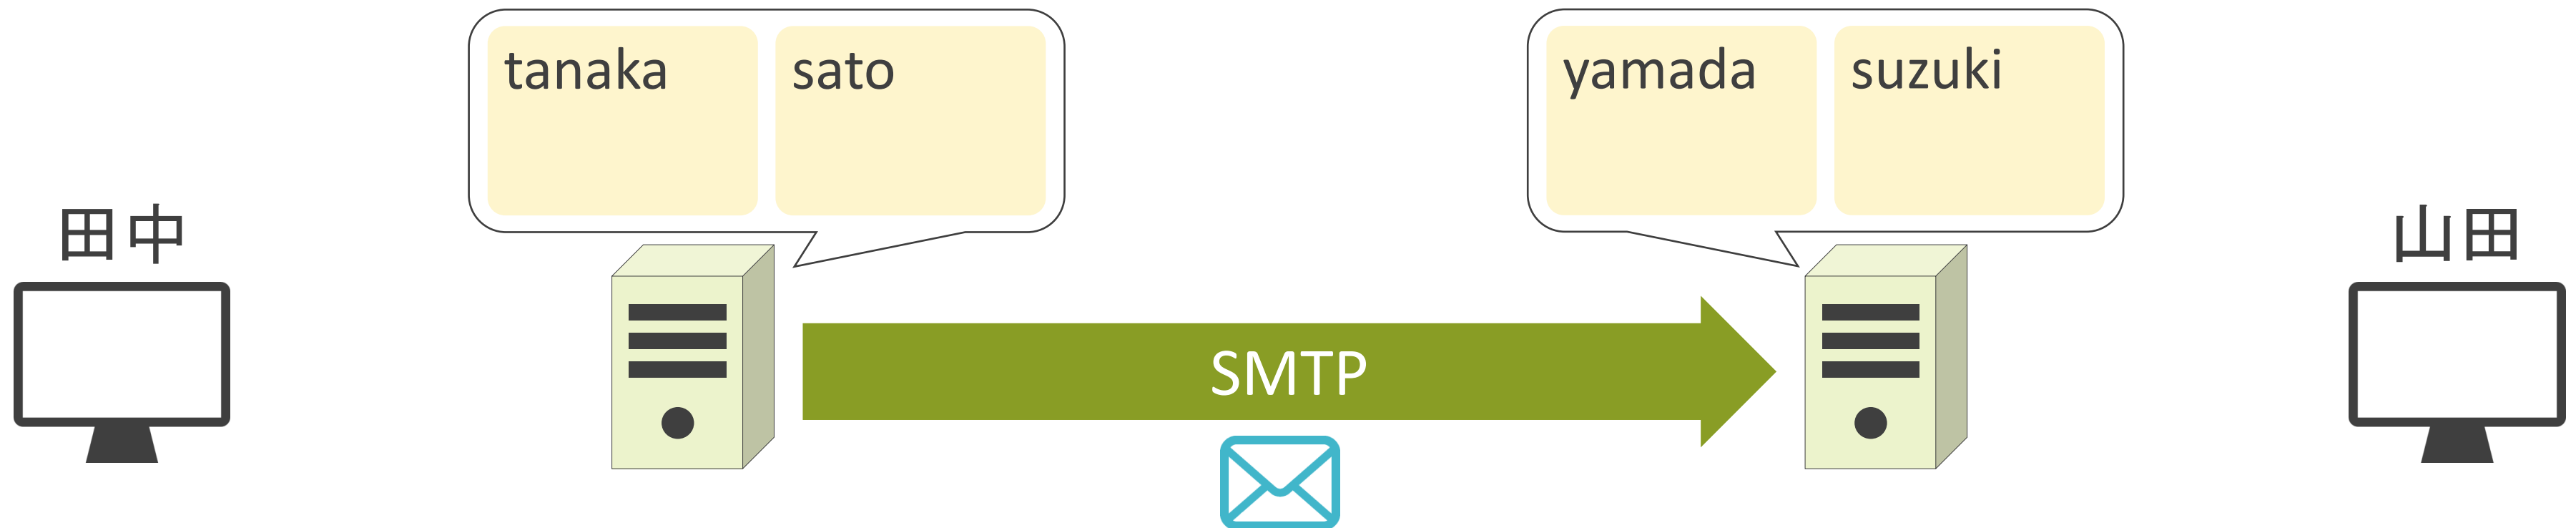 tanaka
sato
yamada
suzuki
田中
山田
SMTP